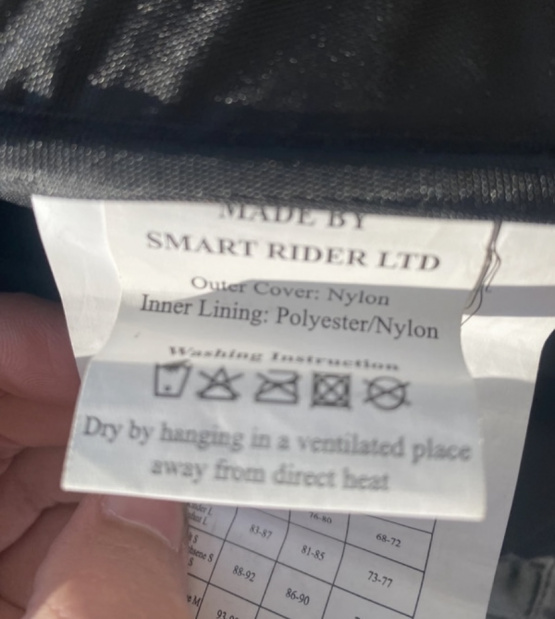 MADE BY
SMART RIDER LTD
Outer Cover: Nylon
Inner Lining: Polyester/Nylon
Washing Instruction
Dry by hanging in a ventilated place
away from direct heat
76-80
68-72
83-87
81-85
73-77
88-92
86-90